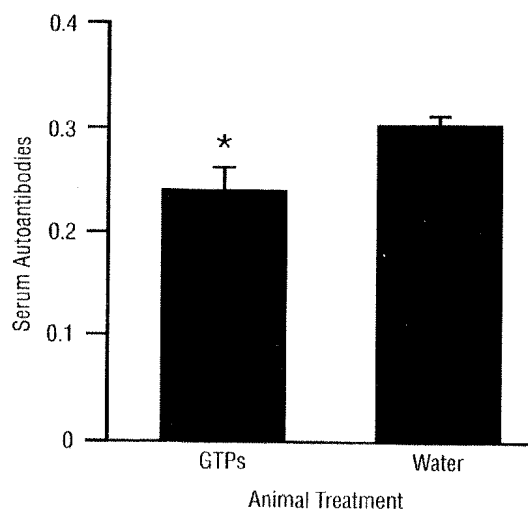 0.4
0.3
0.2
0.1
0
Serum Autoantibodies
*
GTPs Water
Animal Treatment